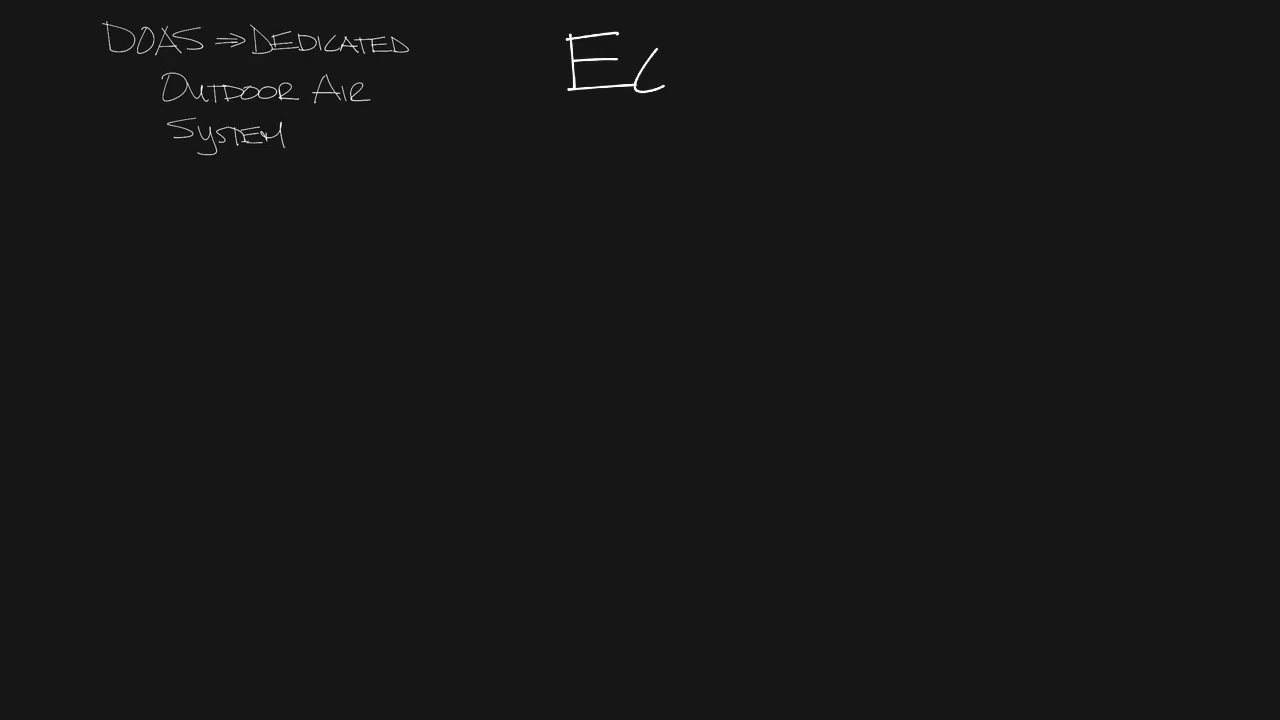 DOAS ⇒ DEDICATED
OUTDOOR AIR
SYSTEM
E